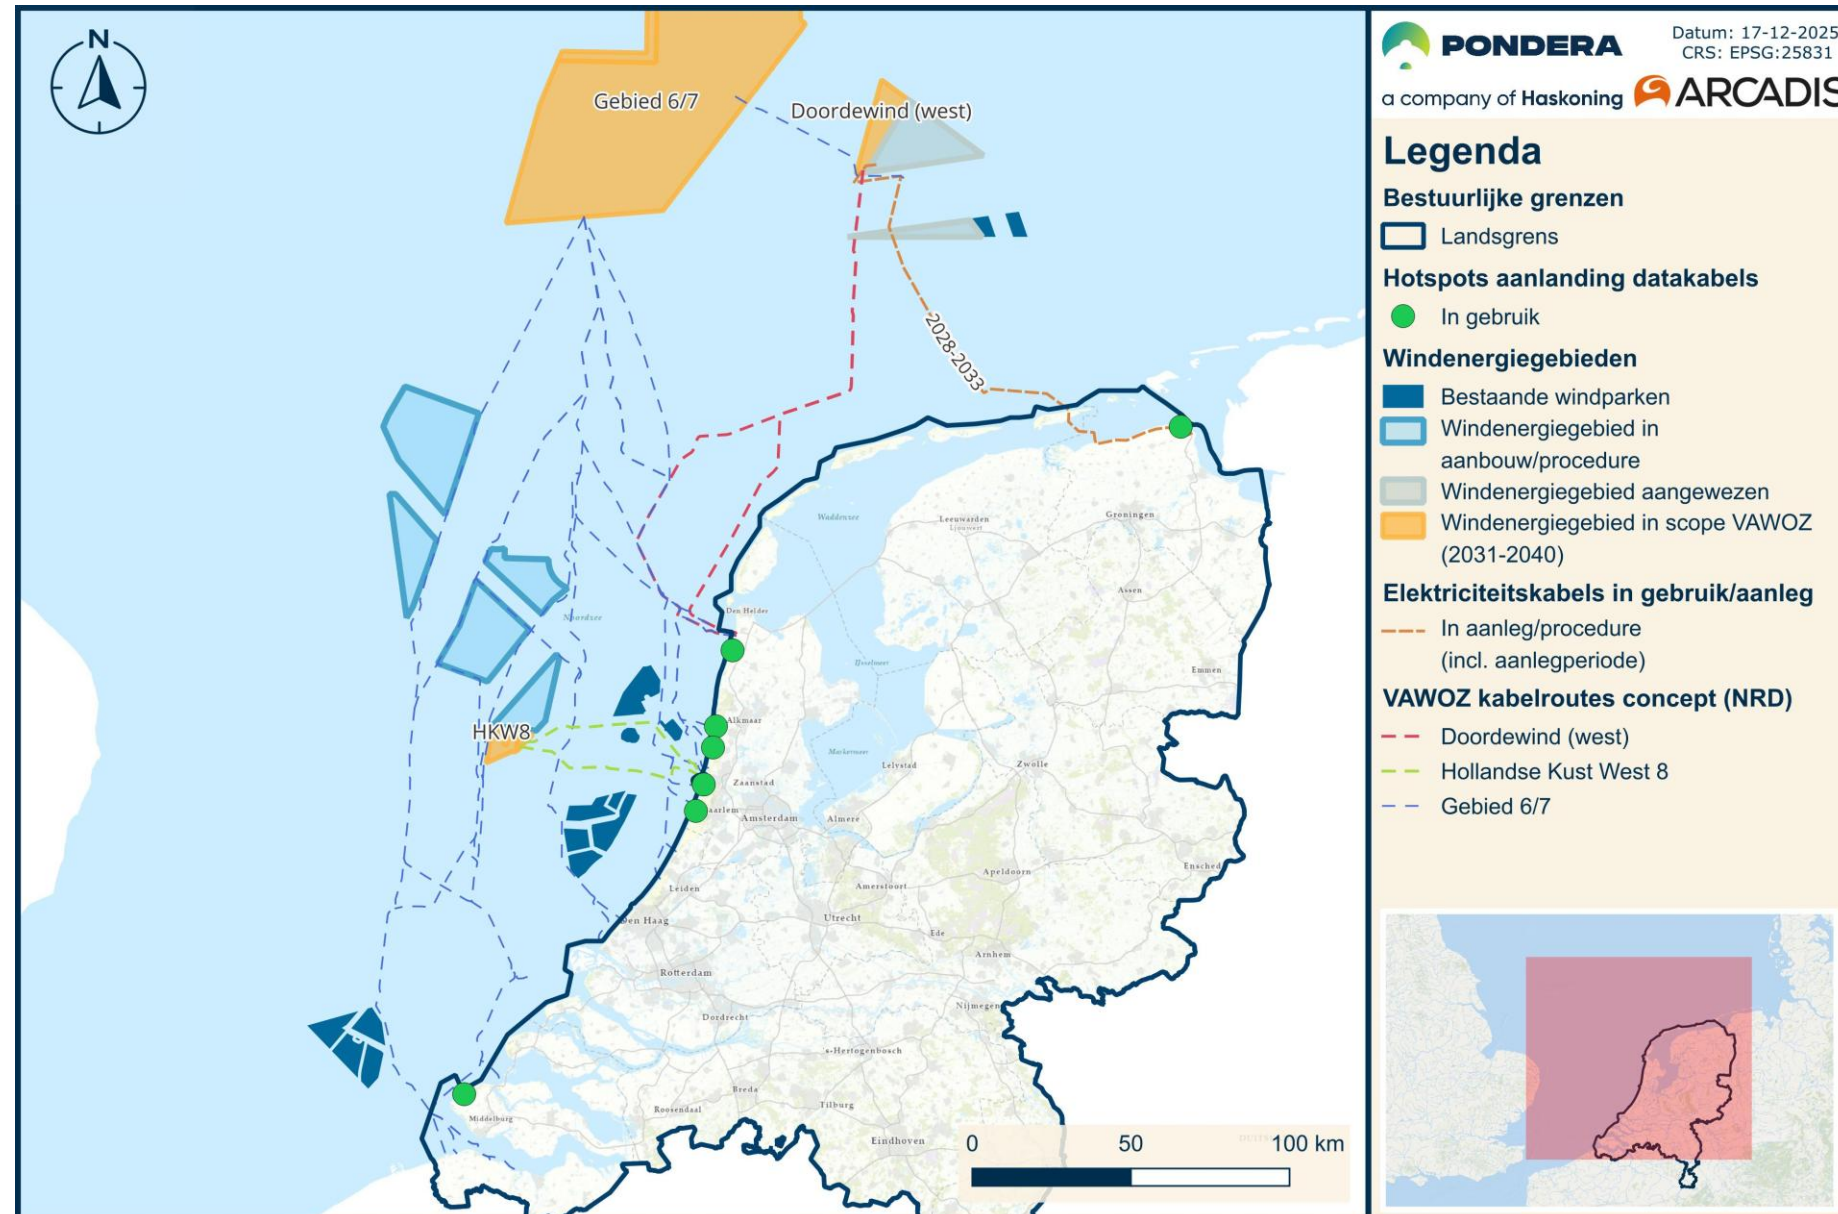 N
Gebied 6/7
Doordewind (west)
2028-2033
HKW8
Noordzee
Waddenzee
IJsselmeer
Markermeer
Leeuwarden
Ljouwert
Groningen
Assen
Emmen
Den Helder
Alkmaar
Zaanstad
aarlem
Amsterdam
Almere
Lelystad
Zwolle
Ensched
Apeldoorn
Amersfoort
Leiden
Den Haag
Utrecht
Ede
Arnhem
Rotterdam
Nijmegen
Dordrecht
s-Hertogenbosch
Breda
Tilburg
Roosendaal
Middelburg
Eindhoven
0 50 100 km
PONDERA
Datum: 17-12-2025
CRS: EPSG:25831
a company of Haskoning
ARCADIS
Legenda
Bestuurlijke grenzen
Landsgrens
Hotspots aanlanding datakabels
In gebruik
Windenergiegebieden
Bestaande windparken
Windenergiegebied in
aanbouw/procedure
Windenergiegebied aangewezen
Windenergiegebied in scope VAWOZ
(2031-2040)
Elektriciteitskabels in gebruik/aanleg
In aanleg/procedure
(incl. aanlegperiode)
VAWOZ kabelroutes concept (NRD)
Doordewind (west)
Hollandse Kust West 8
Gebied 6/7